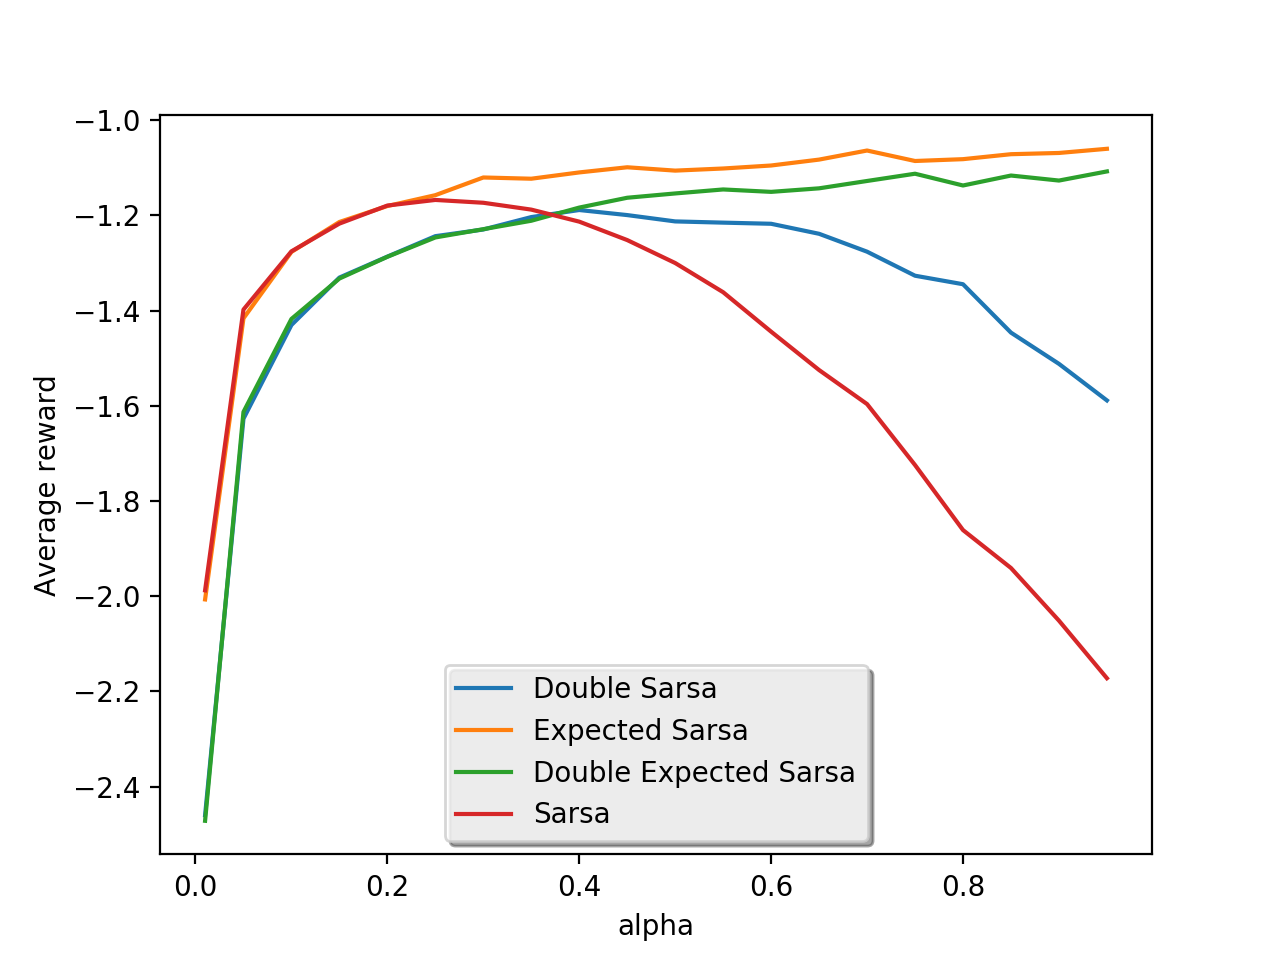 −1.0
−1.2
−1.4
−1.6
−1.8
−2.0
−2.2
−2.4
Average reward
Double Sarsa
Expected Sarsa
Double Expected Sarsa
Sarsa
0.0 0.2 0.4 0.6 0.8
alpha